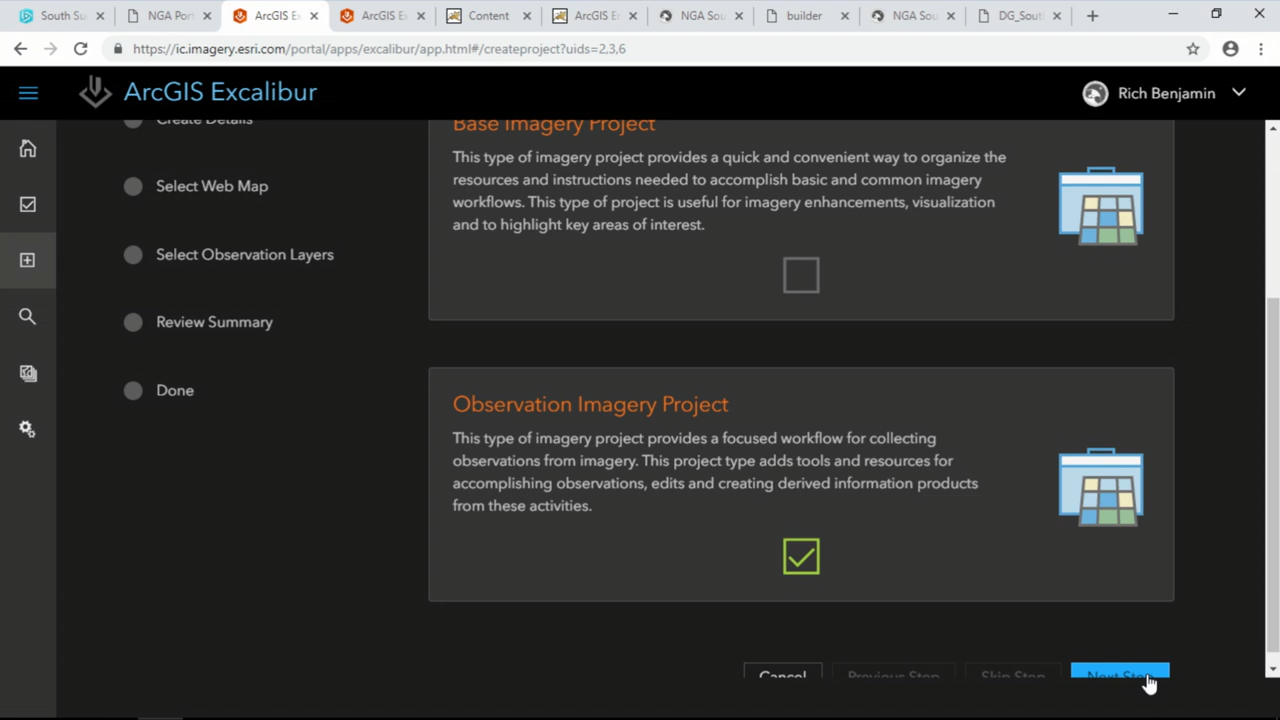 South Su
NGA Por
ArcGIS E
ArcGIS E
Content
ArcGIS E
NGA Sou
builder
NGA Sou
DG_Sout
https://ic.imagery.esri.com/portal/apps/excalibur/app.html#/createproject?uids=2,3,6
ArcGIS Excalibur
Rich Benjamin
Create Details
Select Web Map
Select Observation Layers
Review Summary
Done
Base Imagery Project
This type of imagery project provides a quick and convenient way to organize the
resources and instructions needed to accomplish basic and common imagery
workflows. This type of project is useful for imagery enhancements, visualization
and to highlight key areas of interest.
Observation Imagery Project
This type of imagery project provides a focused workflow for collecting
observations from imagery. This project type adds tools and resources for
accomplishing observations, edits and creating derived information products
from these activities.
Cancel
Previous Step
Skip Step
Next Step